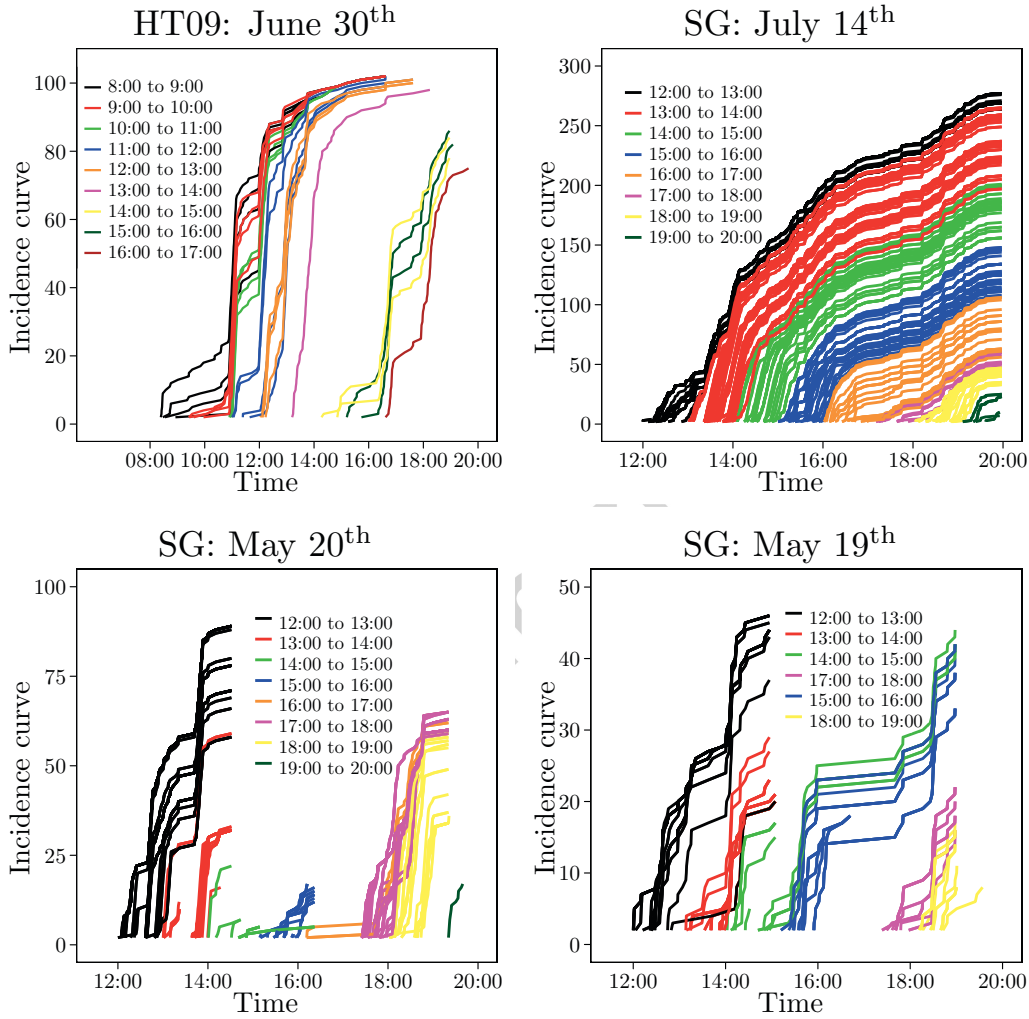 HT09: June 30th
SG: July 14th
Incidence curve
100
80
60
40
20
0
8:00 to 9:00
9:00 to 10:00
10:00 to 11:00
11:00 to 12:00
12:00 to 13:00
13:00 to 14:00
14:00 to 15:00
15:00 to 16:00
16:00 to 17:00
08:00 10:00 12:00 14:00 16:00 18:00 20:00
Time
Incidence curve
300
250
200
150
100
50
0
12:00 to 13:00
13:00 to 14:00
14:00 to 15:00
15:00 to 16:00
16:00 to 17:00
17:00 to 18:00
18:00 to 19:00
19:00 to 20:00
12:00 14:00 16:00 18:00 20:00
Time
SG: May 20th
SG: May 19th
Incidence curve
100
75
50
25
0
12:00 to 13:00
13:00 to 14:00
14:00 to 15:00
15:00 to 16:00
16:00 to 17:00
17:00 to 18:00
18:00 to 19:00
19:00 to 20:00
12:00 14:00 16:00 18:00 20:00
Time
Incidence curve
50
40
30
20
10
0
12:00 to 13:00
13:00 to 14:00
14:00 to 15:00
17:00 to 18:00
15:00 to 16:00
18:00 to 19:00
12:00 14:00 16:00 18:00 20:00
Time